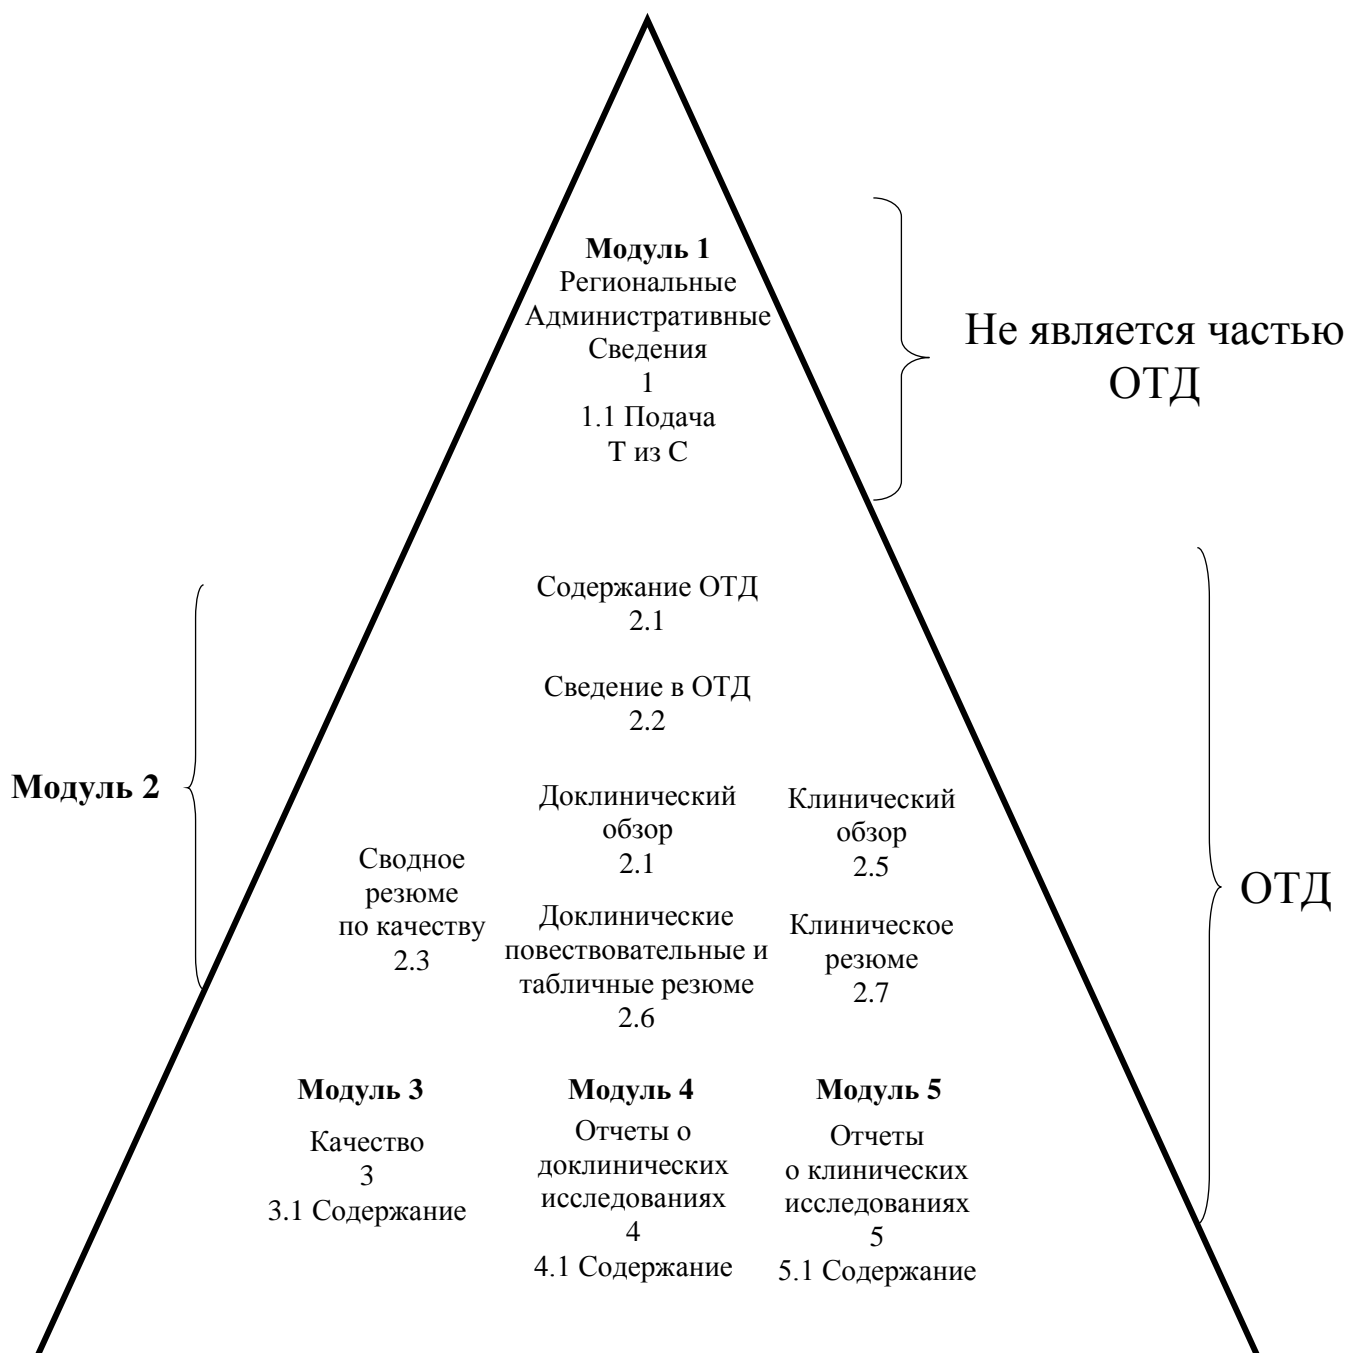 Модуль 1
Региональные
Административные
Сведения
1
1.1 Подача
Т из С
Не является частью
ОТД
Содержание ОТД
2.1
Сведение в ОТД
2.2
Модуль 2
Сводное
резюме
по качеству
2.3
Доклинический
обзор
2.1
Доклинические
повествовательные и
табличные резюме
2.6
Клинический
обзор
2.5
Клиническое
резюме
2.7
ОТД
Модуль 3
Качество
3
3.1 Содержание
Модуль 4
Отчеты о
доклинических
исследованиях
4
4.1 Содержание
Модуль 5
Отчеты
о клинических
исследованиях
5
5.1 Содержание